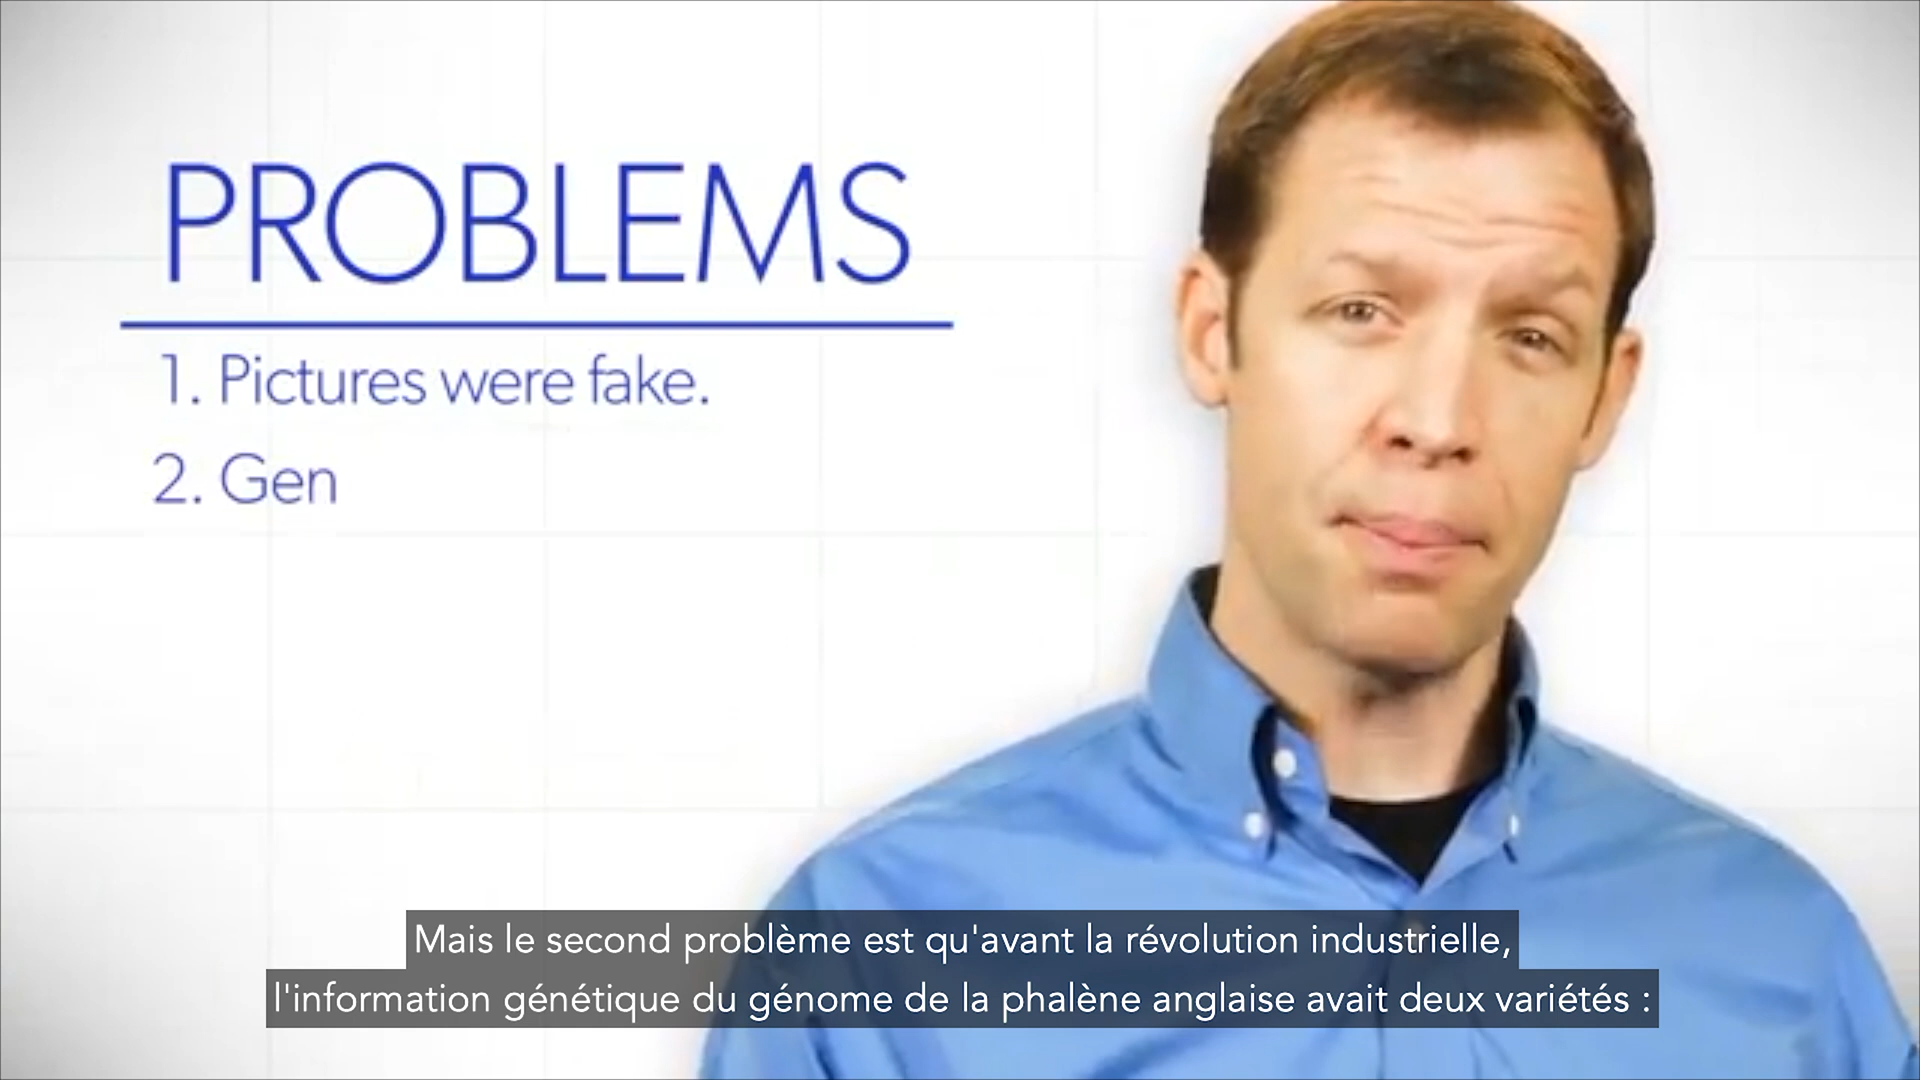 PROBLEMS
1. Pictures were fake.
2. Gen
Mais le second problème est qu'avant la révolution industrielle,
l'information génétique du génome de la phalène anglaise avait deux variétés :